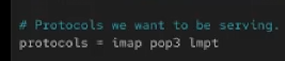 # Protocols we want to be serving.
protocols = imap pop3 lmpt